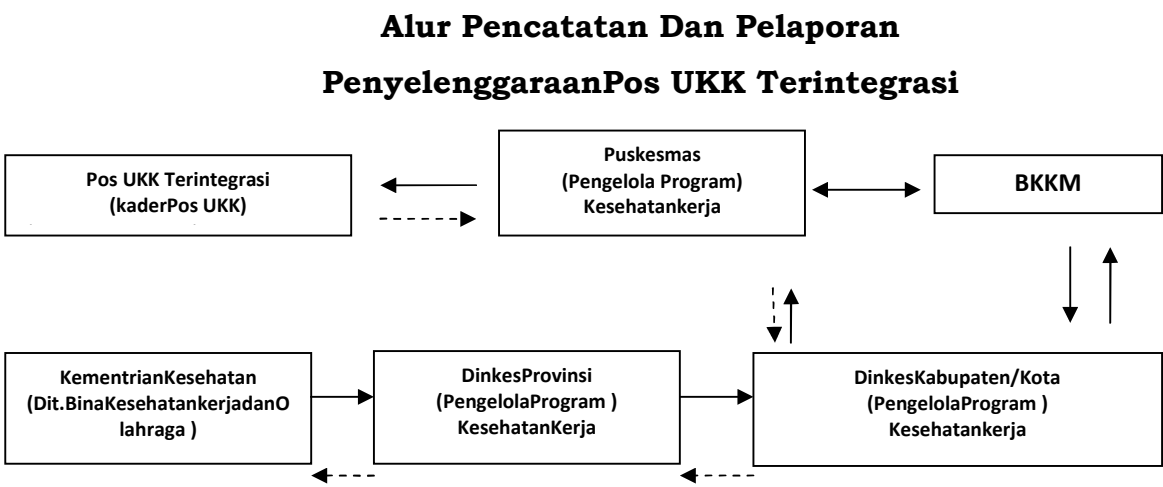 Alur Pencatatan Dan Pelaporan
PenyelenggaraanPos UKK Terintegrasi
Pos UKK Terintegrasi
(kaderPos UKK)
Puskesmas
(Pengelola Program)
Kesehatankerja
BKKM
KementrianKesehatan
(Dit.BinaKesehatankerjadanO
lahraga )
DinkesProvinsi
(PengelolaProgram )
KesehatanKerja
DinkesKabupaten/Kota
(PengelolaProgram )
Kesehatankerja